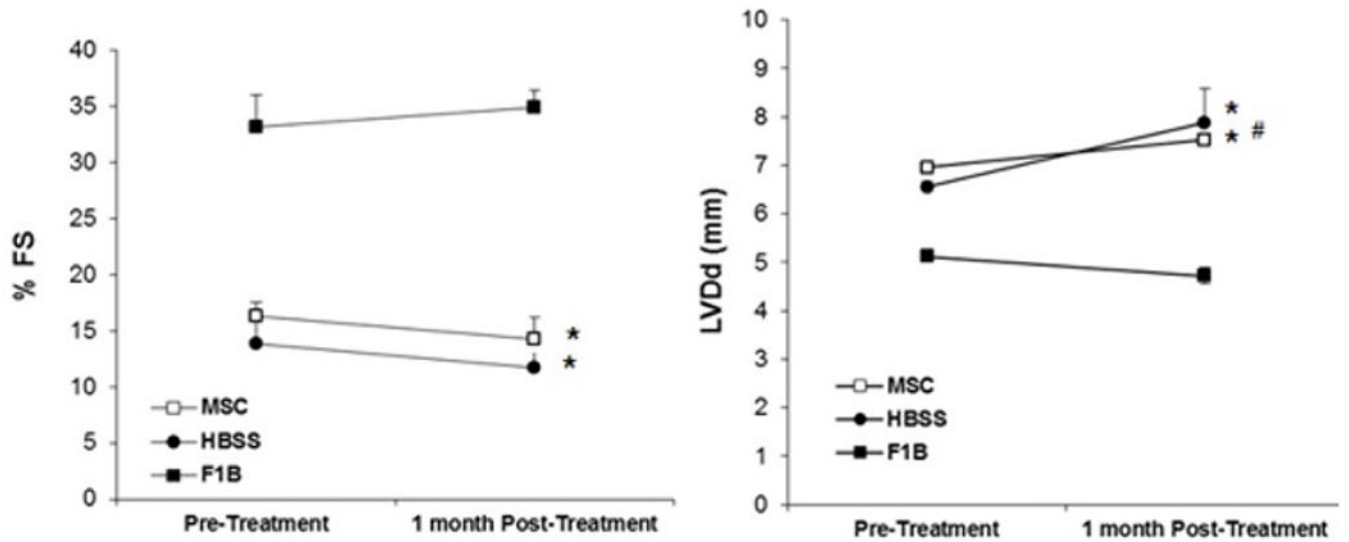 % FS
40
35
30
25
20
15
10
5
0
*
*
MSC
HBSS
F1B
Pre-Treatment 1 month Post-Treatment
LVDd (mm)
10
9
8
7
6
5
4
3
2
1
0
*
* #
MSC
HBSS
F1B
Pre-Treatment 1 month Post-Treatment